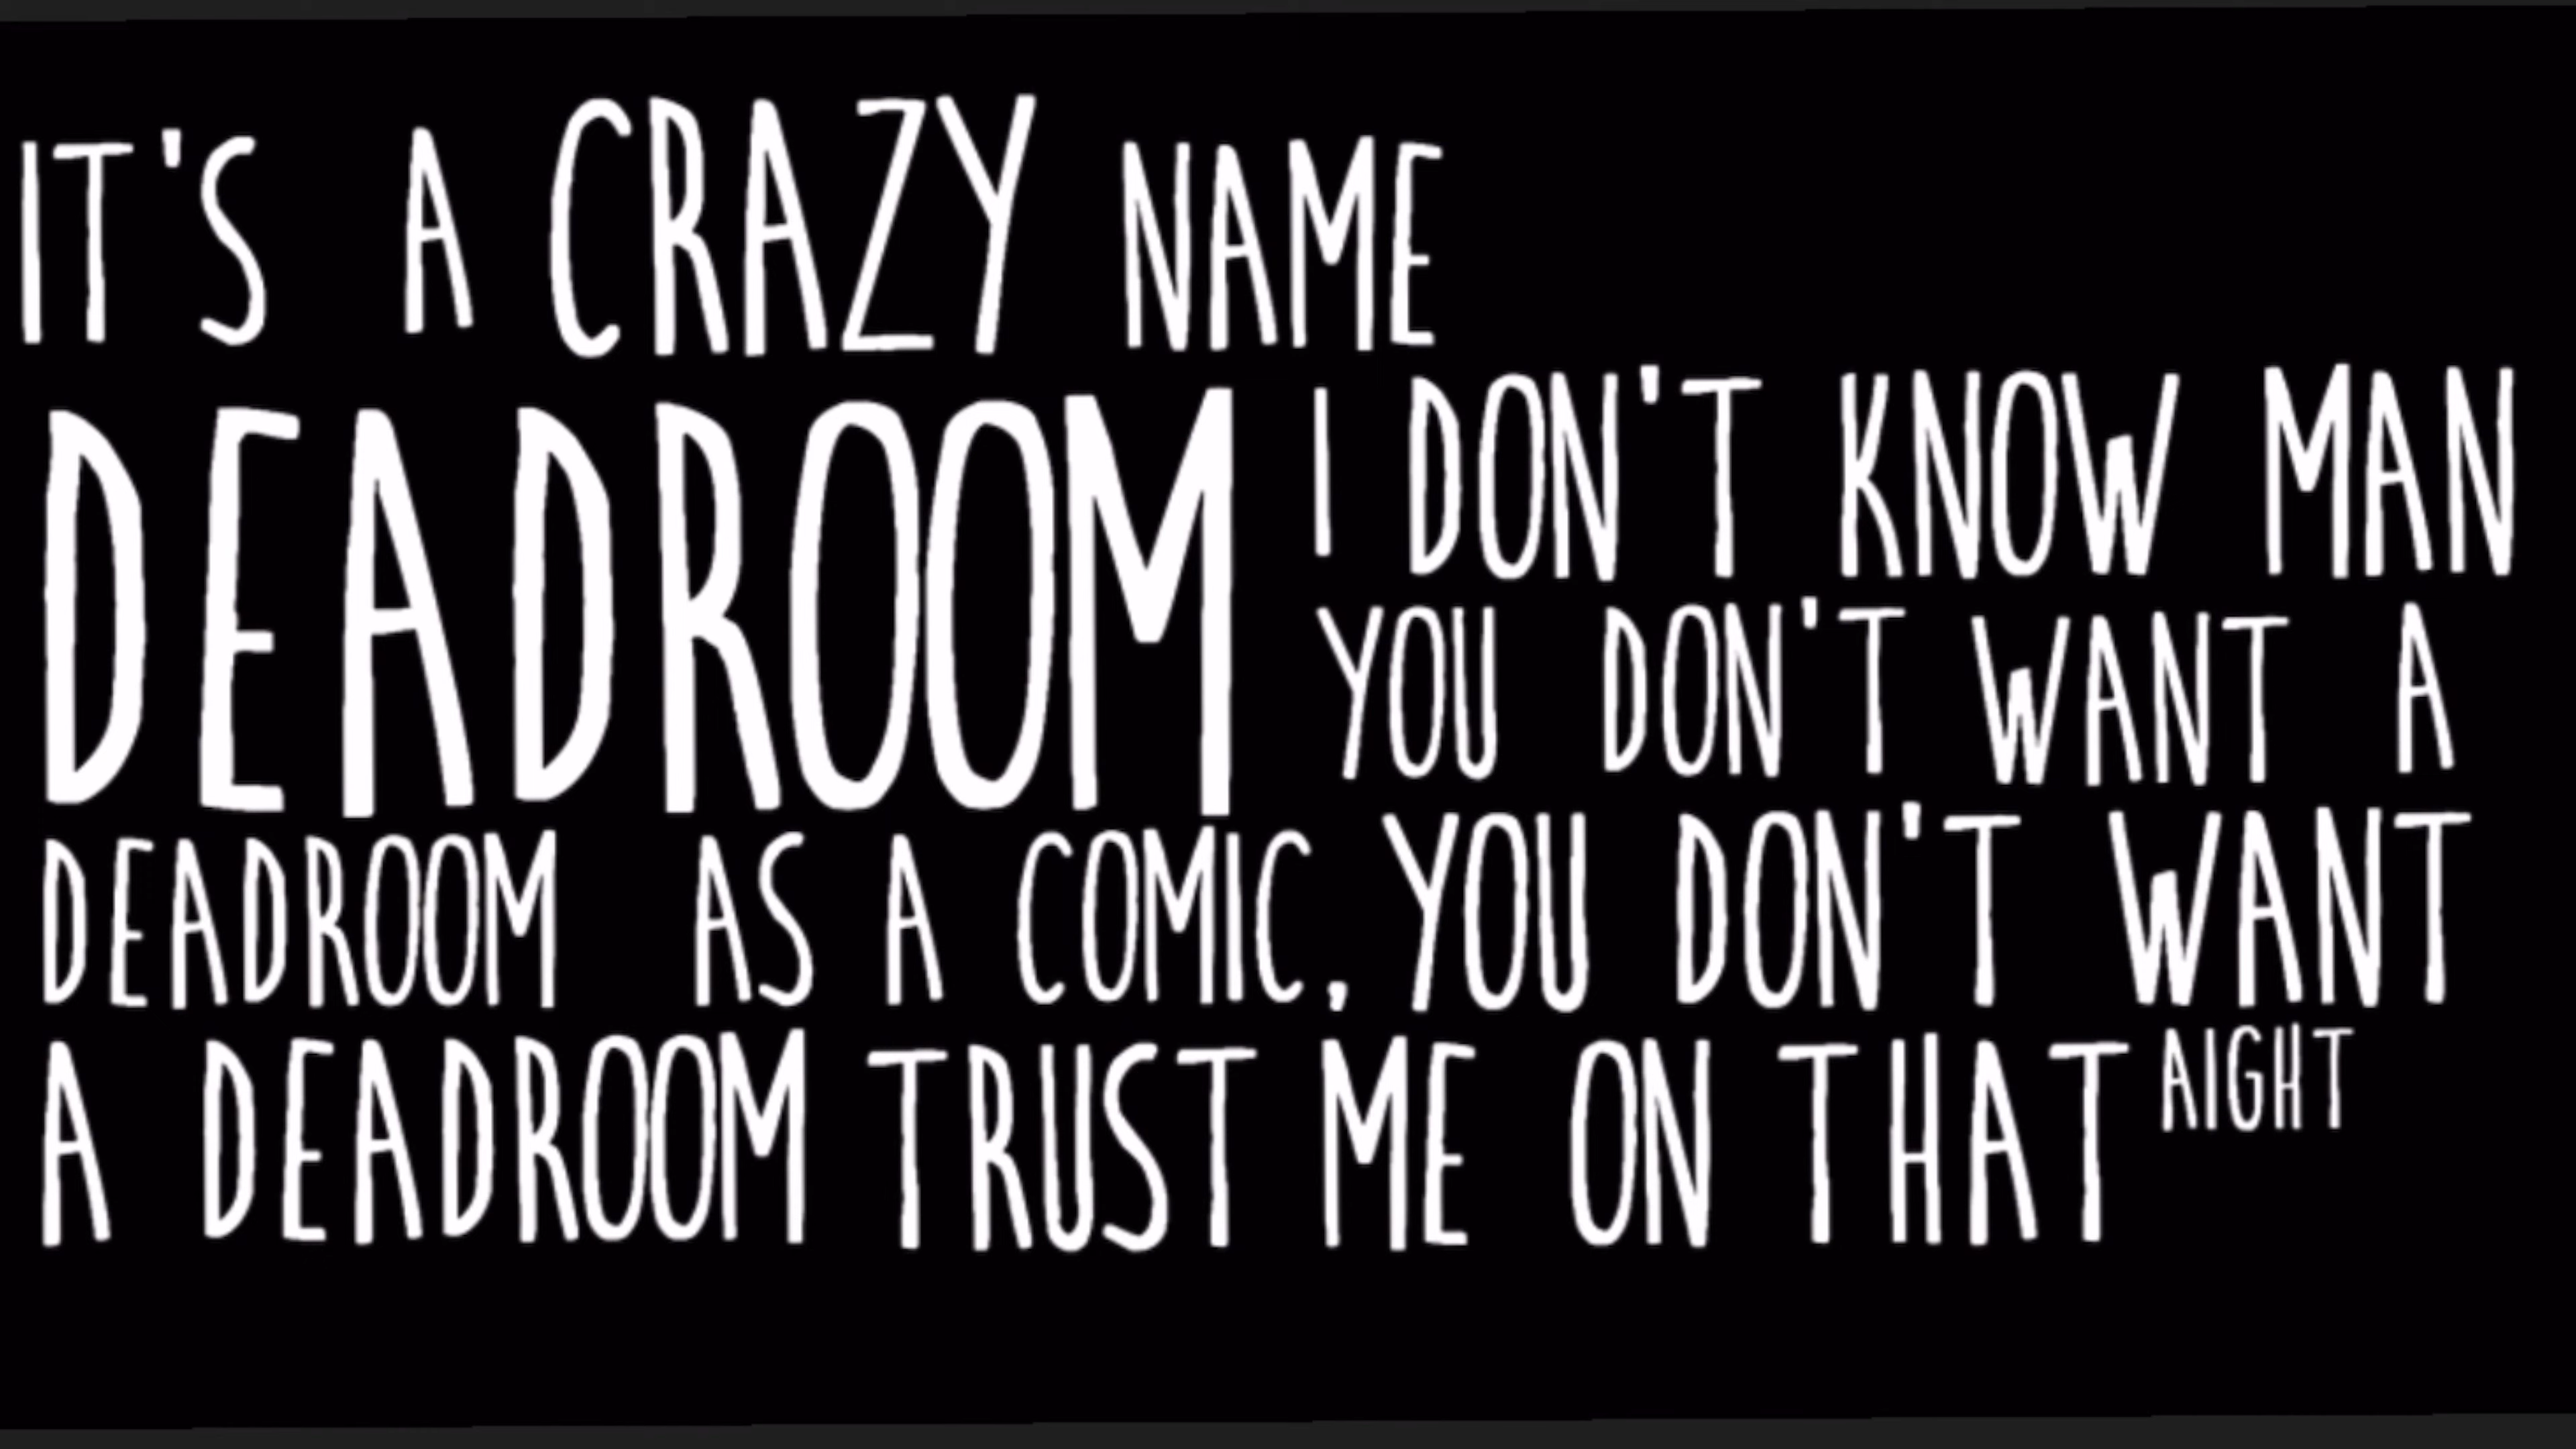 IT'S A CRAZY NAME
DEADROOM I DON'T KNOW MAN
YOU DON'T WANT A
DEADROOM AS A COMIC, YOU DON'T WANT
A DEADROOM TRUST ME ON THAT AIGHT